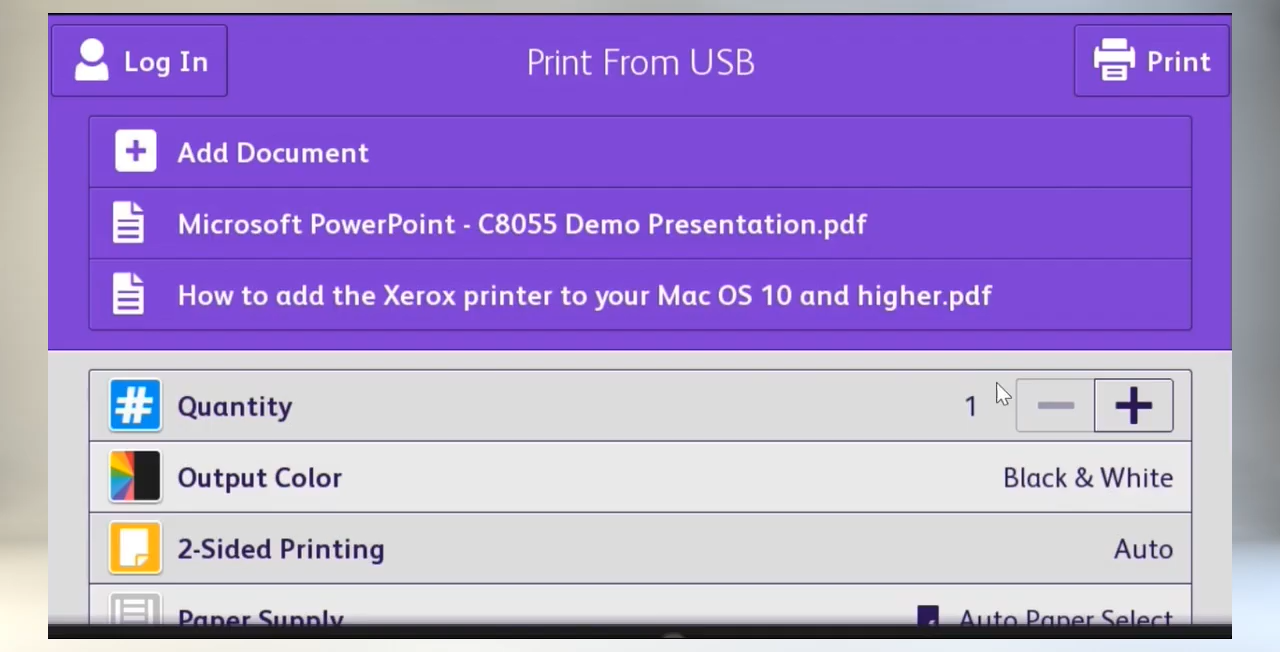 Log In
Print From USB
Print
Add Document
Microsoft PowerPoint - C8055 Demo Presentation.pdf
How to add the Xerox printer to your Mac OS 10 and higher.pdf
Quantity
1
Output Color
Black & White
2-Sided Printing
Auto
Paper Supply
Auto Paper Select